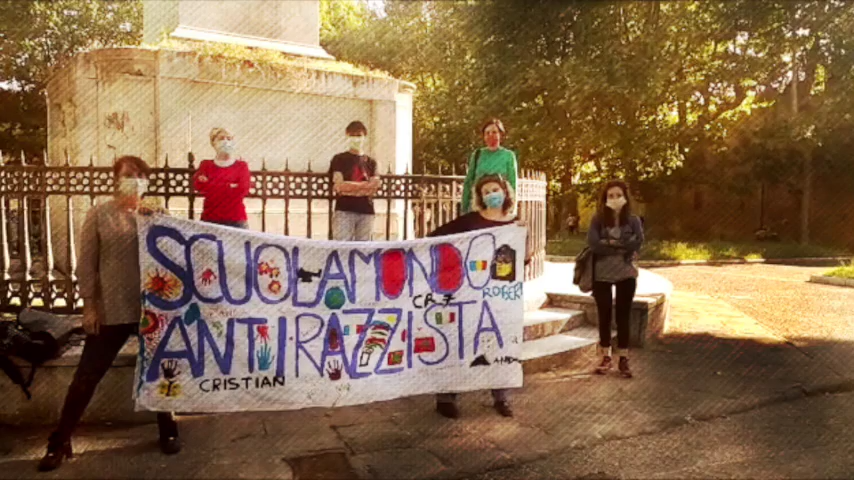 SCUOLAMONDO
ROBER
CR7
ANTIRAZZISTA
CRISTIAN